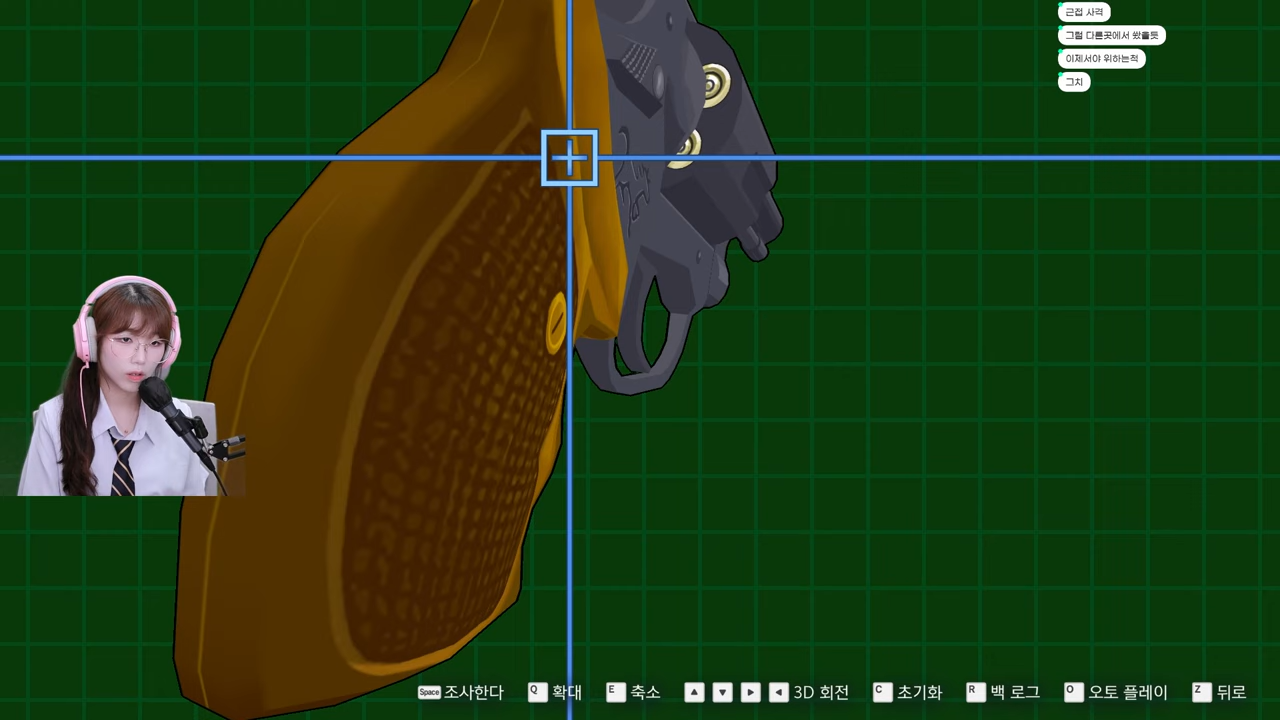 근접 사격
그럼 다른곳에서 쐈을듯
이제서야 위하는척
그치
Space 조사한다 Q 확대 E 축소 ▲ ▼ ▶ ◀ 3D 회전 C 초기화 R 백 로그 O 오토 플레이 Z 뒤로